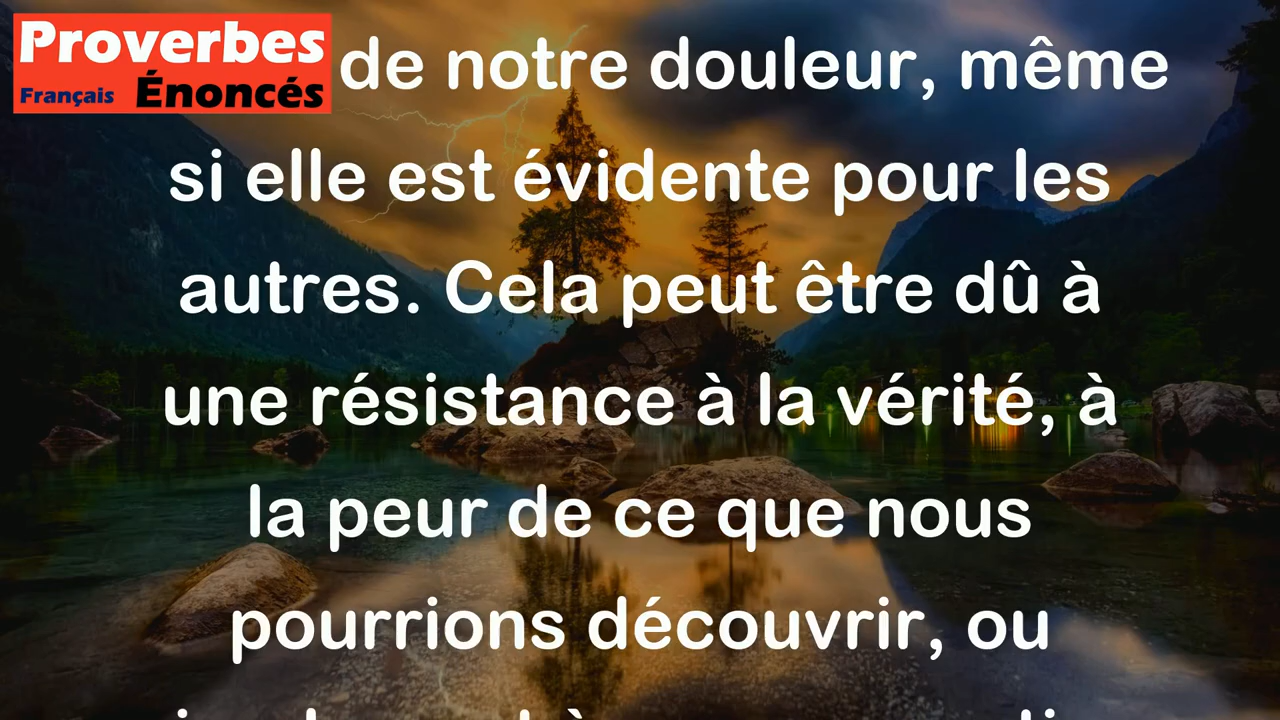 Proverbes
Français Énoncés
de notre douleur, même
si elle est évidente pour les
autres. Cela peut être dû à
une résistance à la vérité, à
la peur de ce que nous
pourrions découvrir, ou